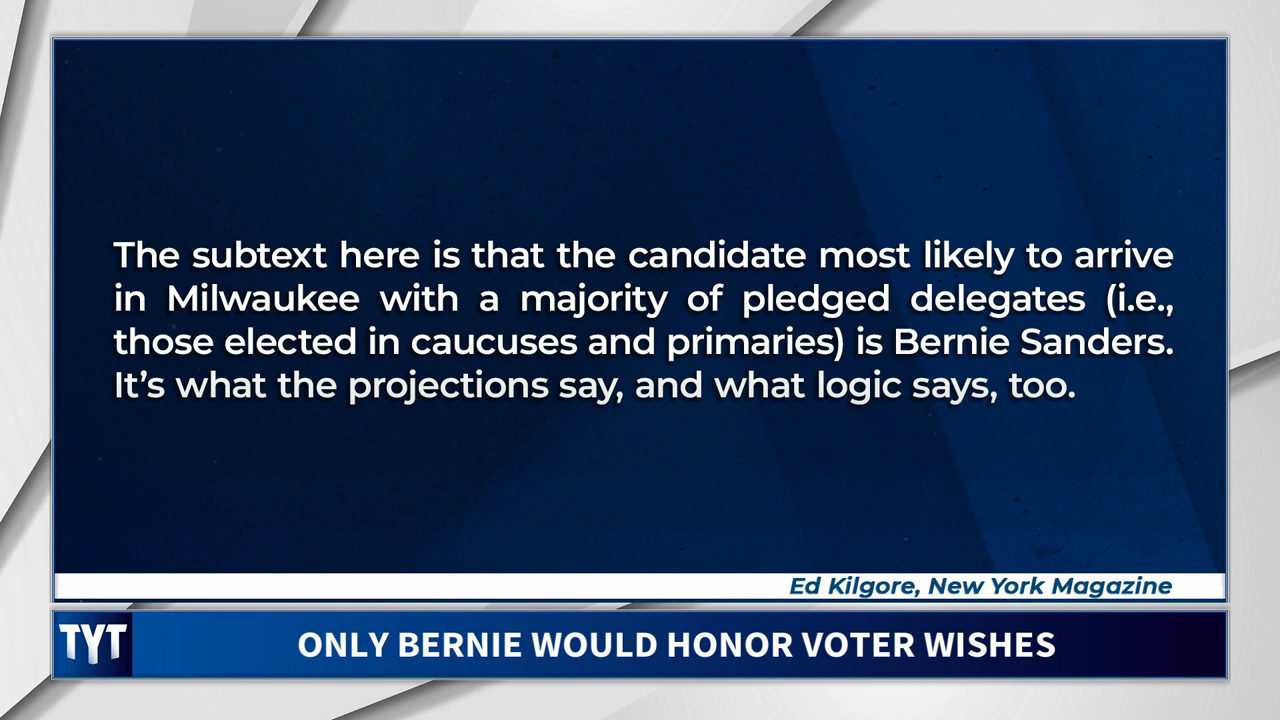 The subtext here is that the candidate most likely to arrive
in Milwaukee with a majority of pledged delegates (i.e.,
those elected in caucuses and primaries) is Bernie Sanders.
It’s what the projections say, and what logic says, too.
Ed Kilgore, New York Magazine
TYT
ONLY BERNIE WOULD HONOR VOTER WISHES